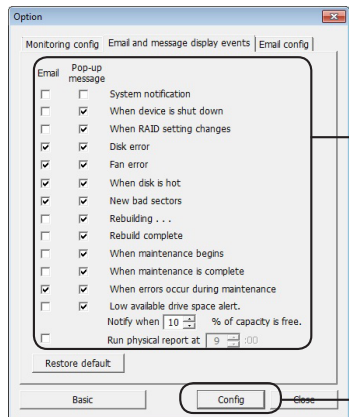 Option
Monitoring config Email and message display events Email config
Email Pop-up message
System notification
When device is shut down
When RAID setting changes
Disk error
Fan error
When disk is hot
New bad sectors
Rebuilding . . .
Rebuild complete
When maintenance begins
When maintenance is complete
When errors occur during maintenance
Low available drive space alert.
Notify when 10 % of capacity is free.
Run physical report at 9 :00
Restore default
Basic Config Close